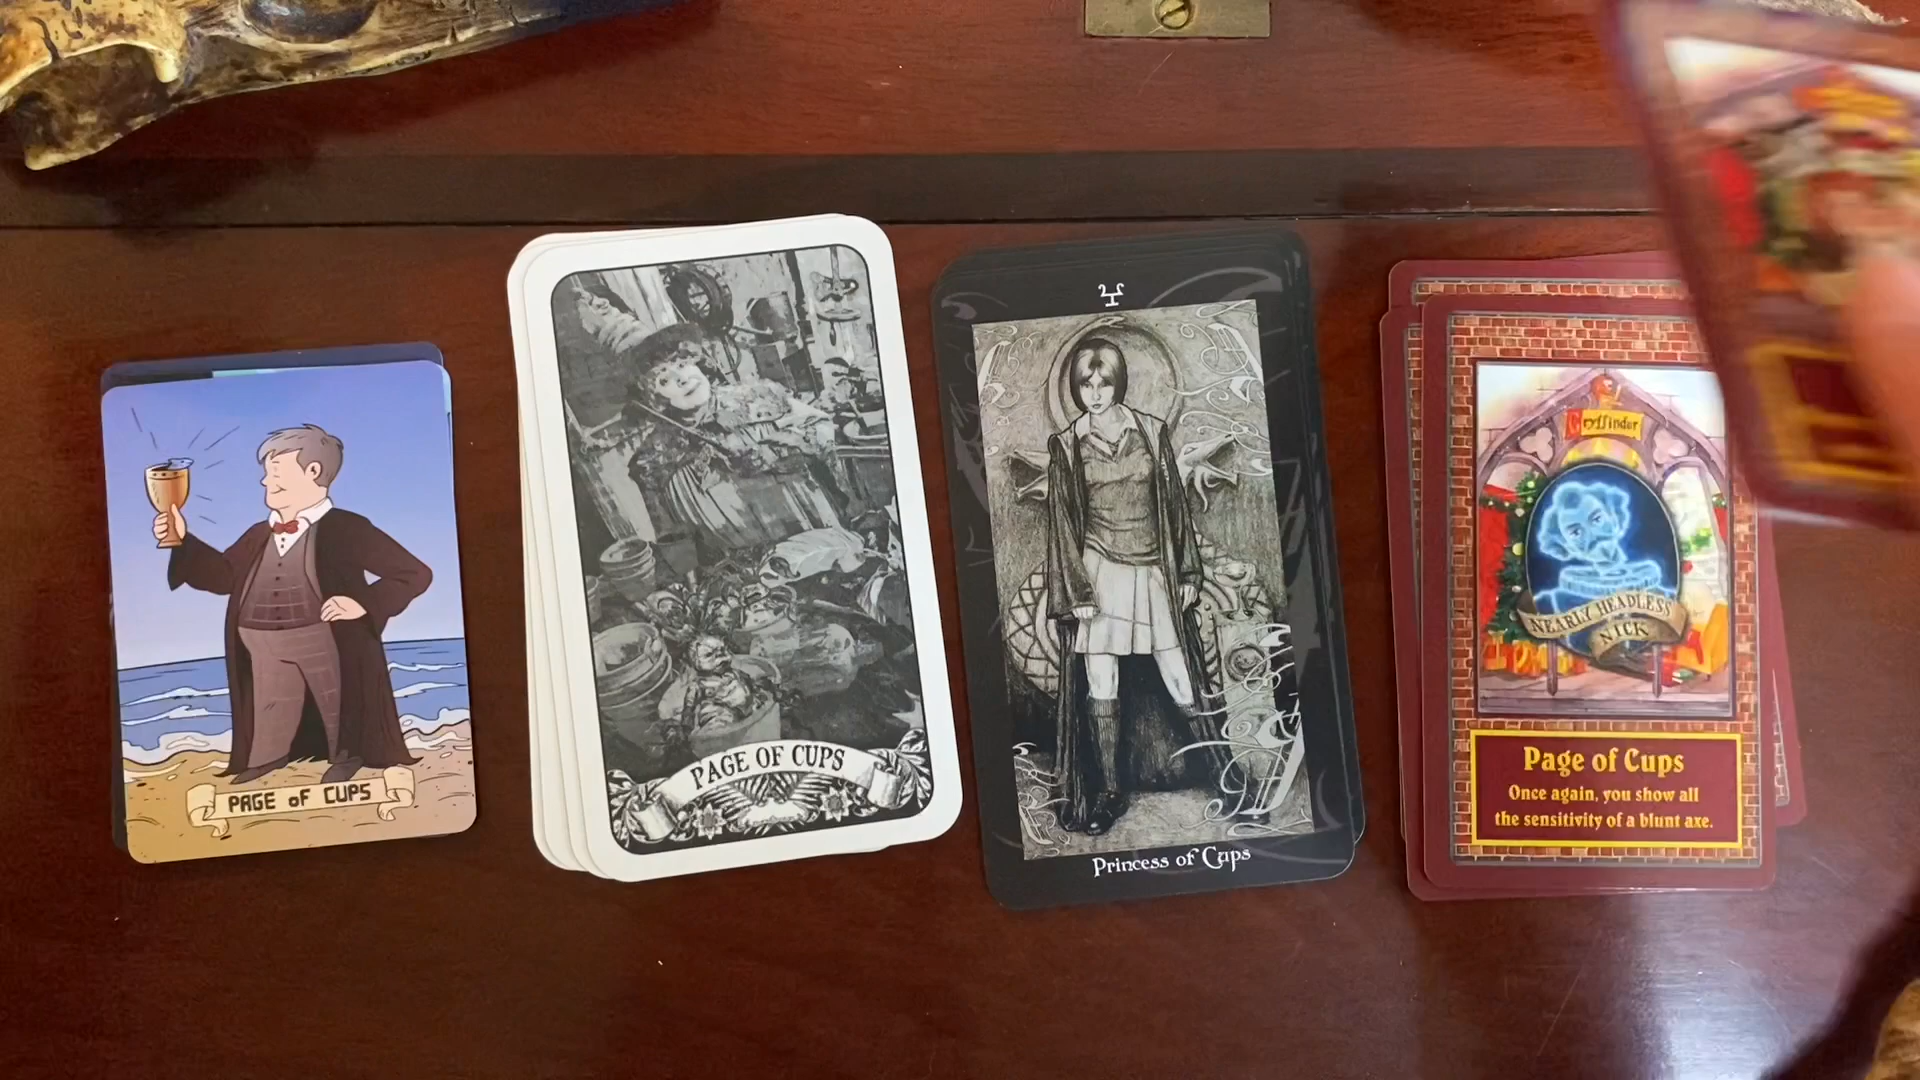 PAGE OF CUPS
PAGE OF CUPS
Princess of Cups
Gryffindor
NEARLY HEADLESS
NICK
Page of Cups
Once again, you show all
the sensitivity of a blunt axe.